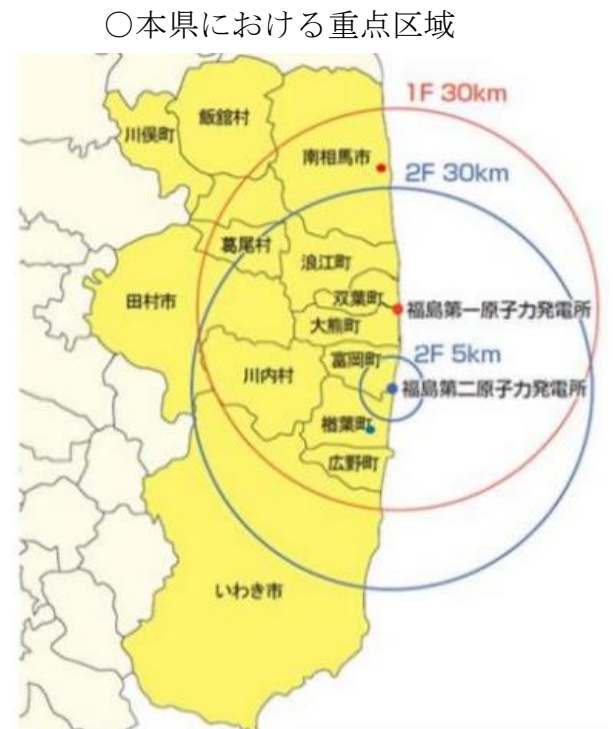 ○本県における重点区域
1F 30km
飯舘村
川俣町
南相馬市
2F 30km
葛尾村
浪江町
田村市
双葉町
福島第一原子力発電所
大熊町
富岡町
2F 5km
川内村
福島第二原子力発電所
楢葉町
広野町
いわき市